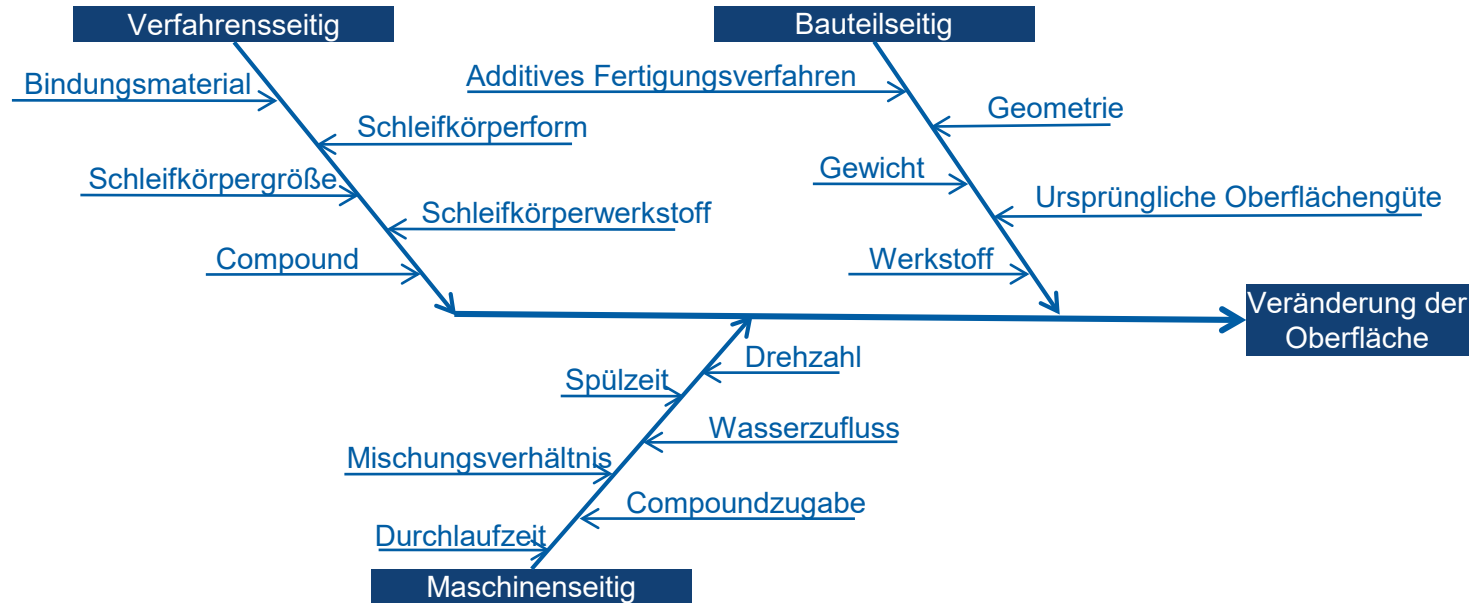 Verfahrensseitig
Bauteilseitig
Bindungsmaterial
Schleifkörperform
Schleifkörpergröße
Schleifkörperwerkstoff
Compound
Additives Fertigungsverfahren
Geometrie
Gewicht
Ursprüngliche Oberflächengüte
Werkstoff
Veränderung der
Oberfläche
Drehzahl
Spülzeit
Wasserzufluss
Mischungsverhältnis
Compoundzugabe
Durchlaufzeit
Maschinenseitig